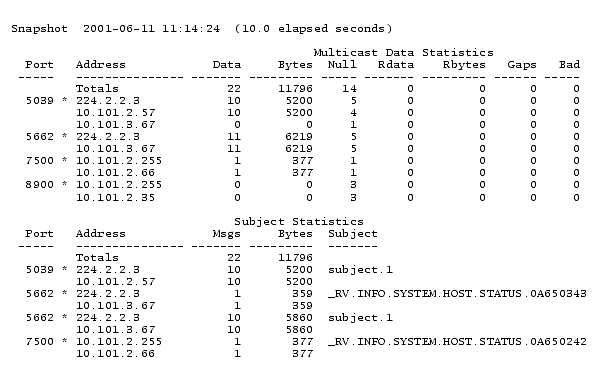 Snapshot  2001-06-11 11:14:24  (10.0 elapsed seconds)
                                           Multicast Data Statistics
  Port    Address             Data     Bytes   Null   Rdata    Rbytes   Gaps   Bad
 -----    --------------- -------- ---------  -----  ------  -------- ------ -----
          Totals                22     11796     14       0         0      0     0
  5039 *  224.2.2.3             10      5200      5       0         0      0     0
          10.101.2.57           10      5200      4       0         0      0     0
          10.101.3.67            0         0      1       0         0      0     0
  5662 *  224.2.2.3             11      6219      5       0         0      0     0
          10.101.3.67           11      6219      5       0         0      0     0
  7500 *  10.101.2.255           1       377      1       0         0      0     0
          10.101.2.66            1       377      1       0         0      0     0
  8900 *  10.101.2.255           0         0      3       0         0      0     0
          10.101.2.35            0         0      3       0         0      0     0
                                Subject Statistics
  Port    Address             Msgs     Bytes  Subject
 -----    --------------- -------- ---------  -------
          Totals                22     11796
  5039 *  224.2.2.3             10      5200  subject.1
          10.101.2.57           10      5200
  5662 *  224.2.2.3              1       359  _RV.INFO.SYSTEM.HOST.STATUS.0A650343
          10.101.3.67            1       359
  5662 *  224.2.2.3             10      5860  subject.1
          10.101.3.67           10      5860
  7500 *  10.101.2.255           1       377  _RV.INFO.SYSTEM.HOST.STATUS.0A650242
          10.101.2.66            1       377